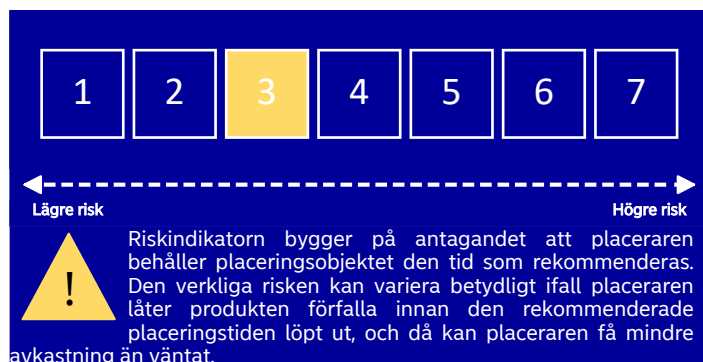 1 2 3 4 5 6 7
Lägre risk Högre risk
Riskindikatorn bygger på antagandet att placeraren
behåller placeringsobjektet den tid som rekommenderas.
! Den verkliga risken kan variera betydligt ifall placeraren
låter produkten förfalla innan den rekommenderade
placeringstiden löpt ut, och då kan placeraren få mindre
avkastning än väntat.